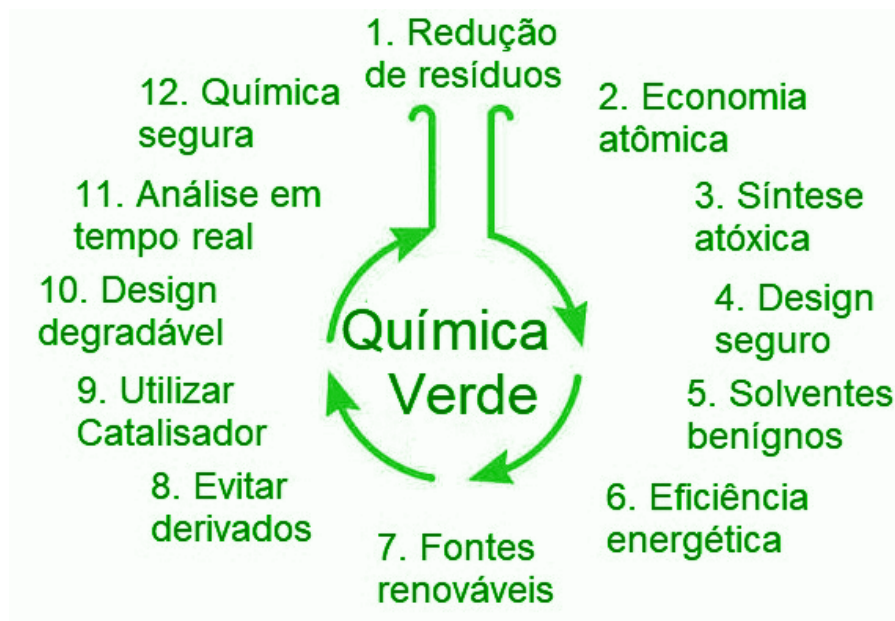 1. Redução
de resíduos
2. Economia
atômica
3. Síntese
atóxica
4. Design
seguro
5. Solventes
benígnos
6. Eficiência
energética
7. Fontes
renováveis
8. Evitar
derivados
9. Utilizar
Catalisador
10. Design
degradável
11. Análise em
tempo real
12. Química
segura
Química
Verde